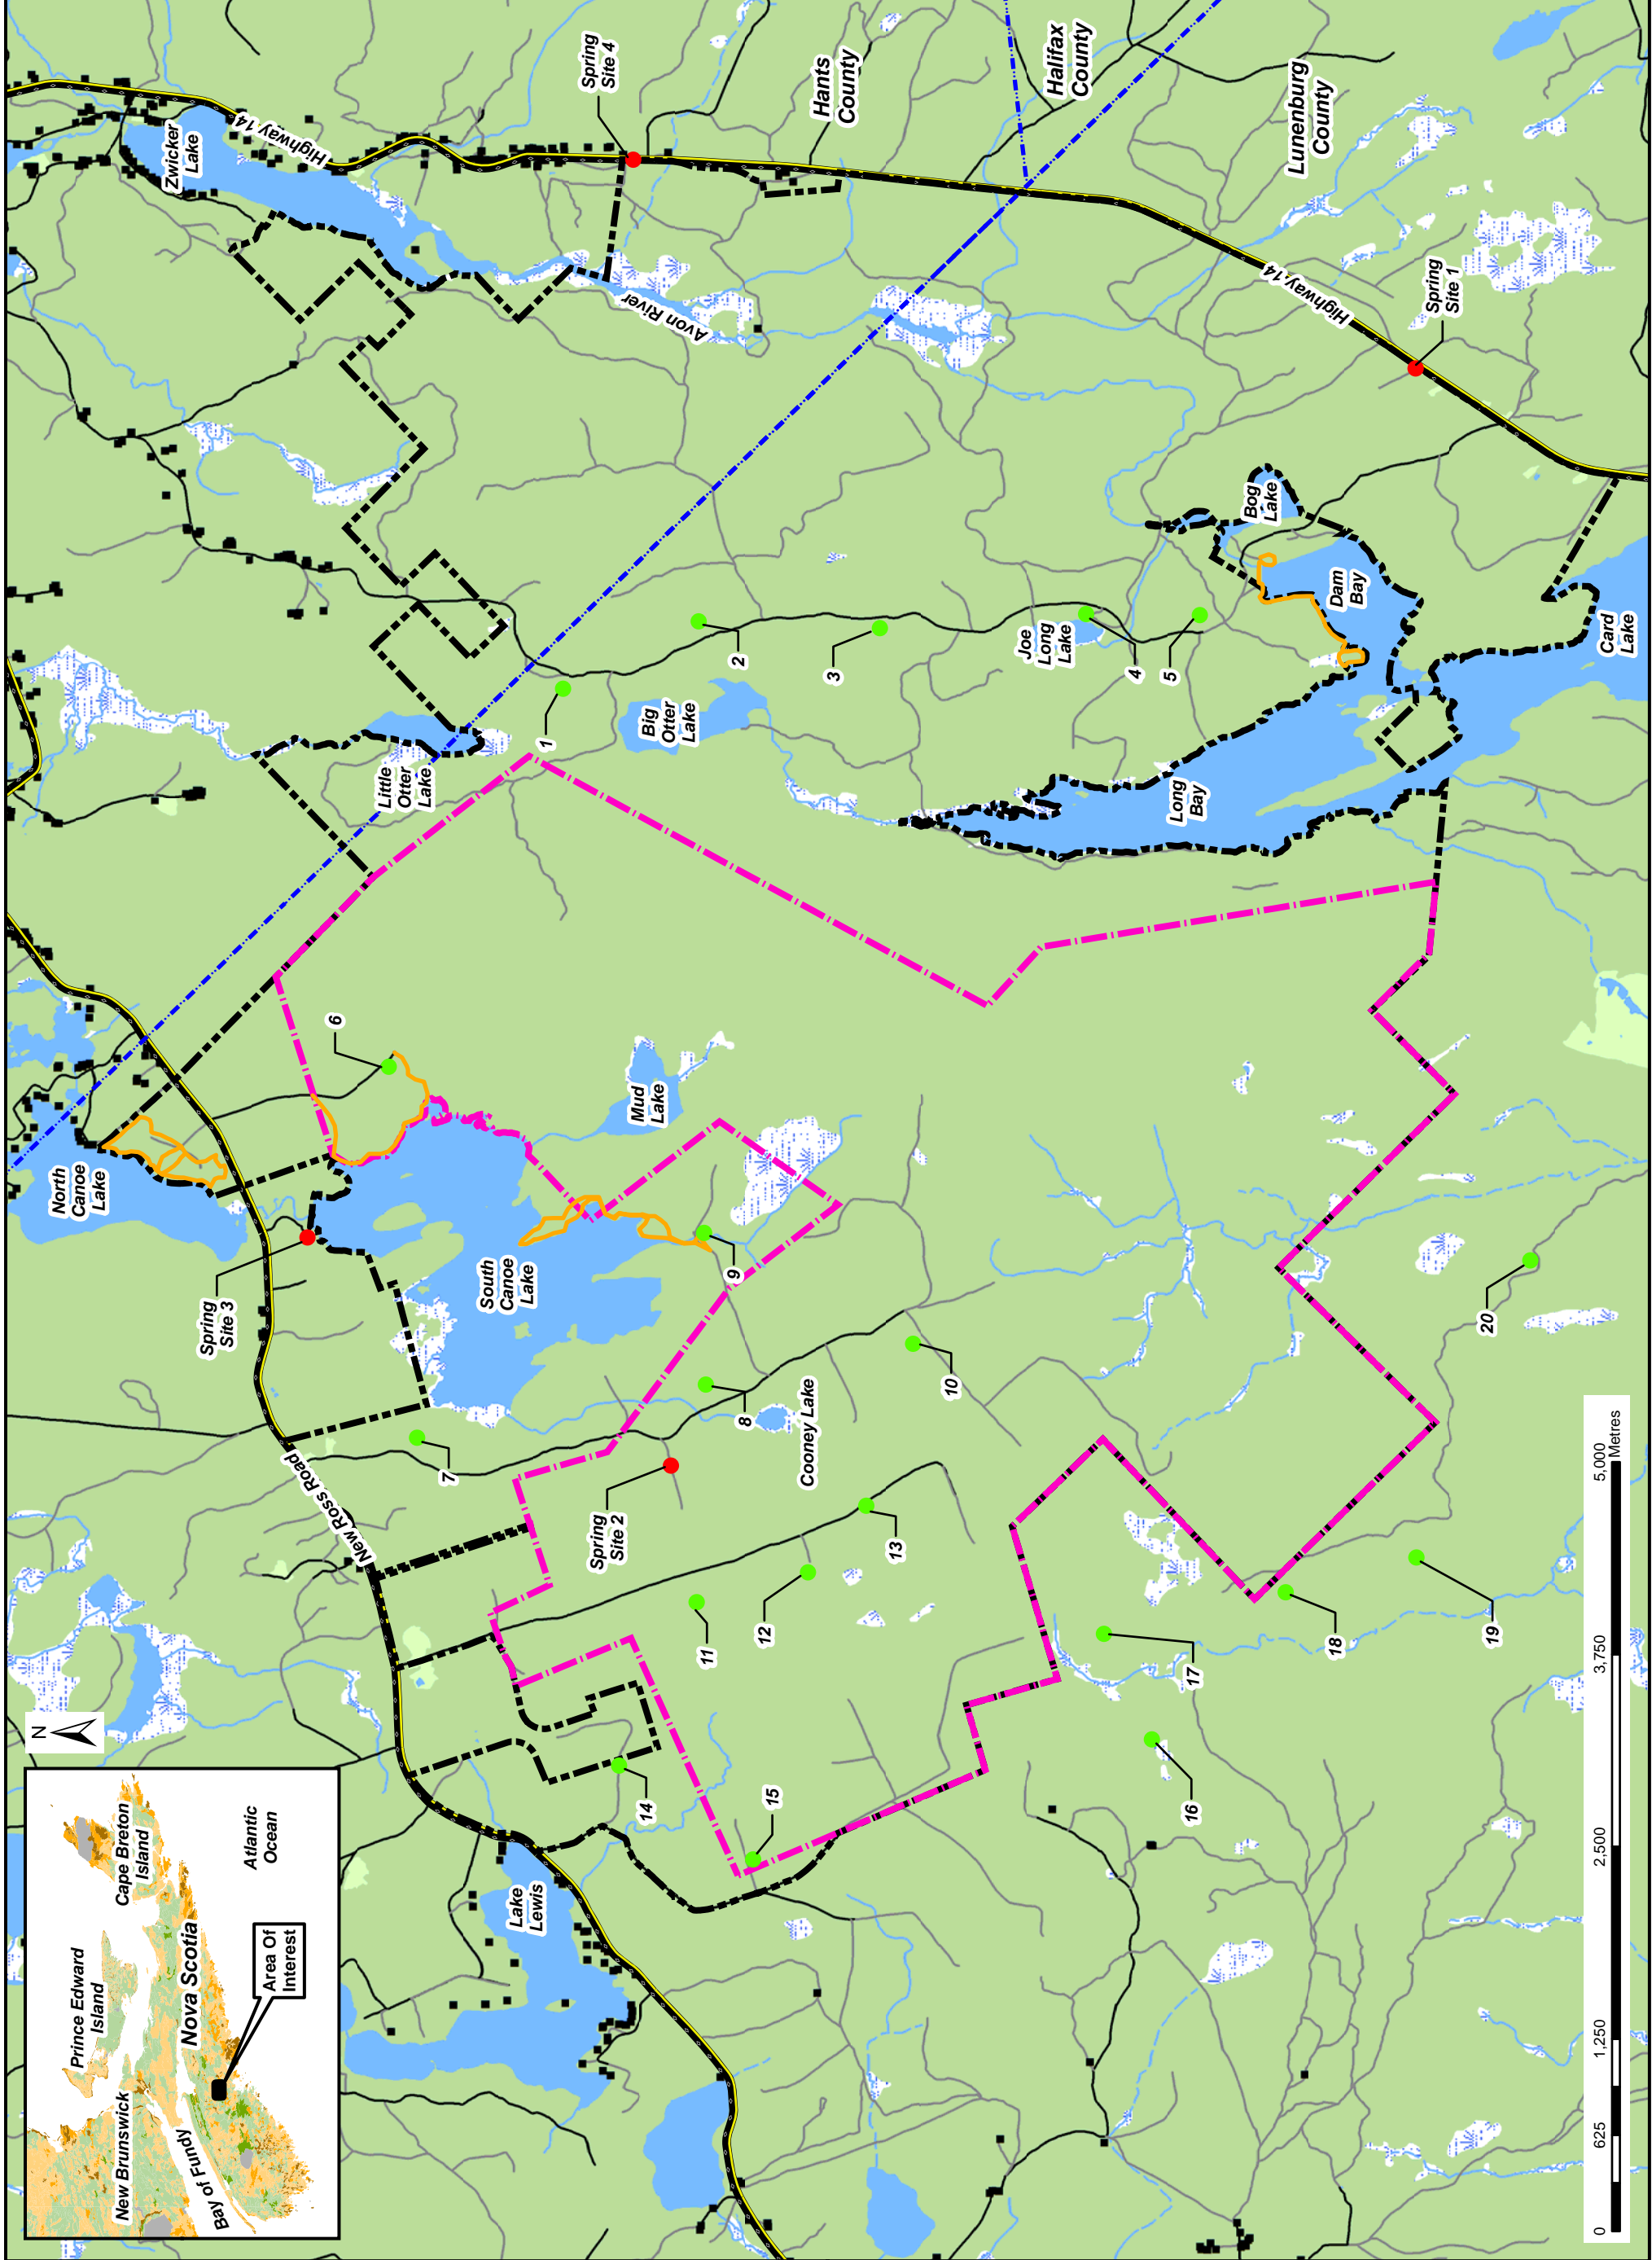 New Brunswick
Prince Edward
Island
Cape Breton
Island
Bay of Fundy
Nova Scotia
Atlantic
Ocean
Area Of
Interest
N
North
Canoe
Lake
Zwicker
Lake
Highway 14
Spring
Site 3
6
Little
Otter
Lake
New Ross Road
7
South
Canoe
Lake
1
Spring
Site 4
Avon River
Lake
Lewis
14
Spring
Site 2
11
8
9
Mud
Lake
Big
Otter
Lake
2
15
12
Cooney Lake
3
Hants
County
13
10
Joe
Long
Lake
Halifax
County
4
5
16
17
Long
Bay
Bog
Lake
Lunenburg
County
Highway 14
18
Dam
Bay
Spring
Site 1
19
20
Card
Lake
0
625
1,250
2,500
3,750
5,000
Metres